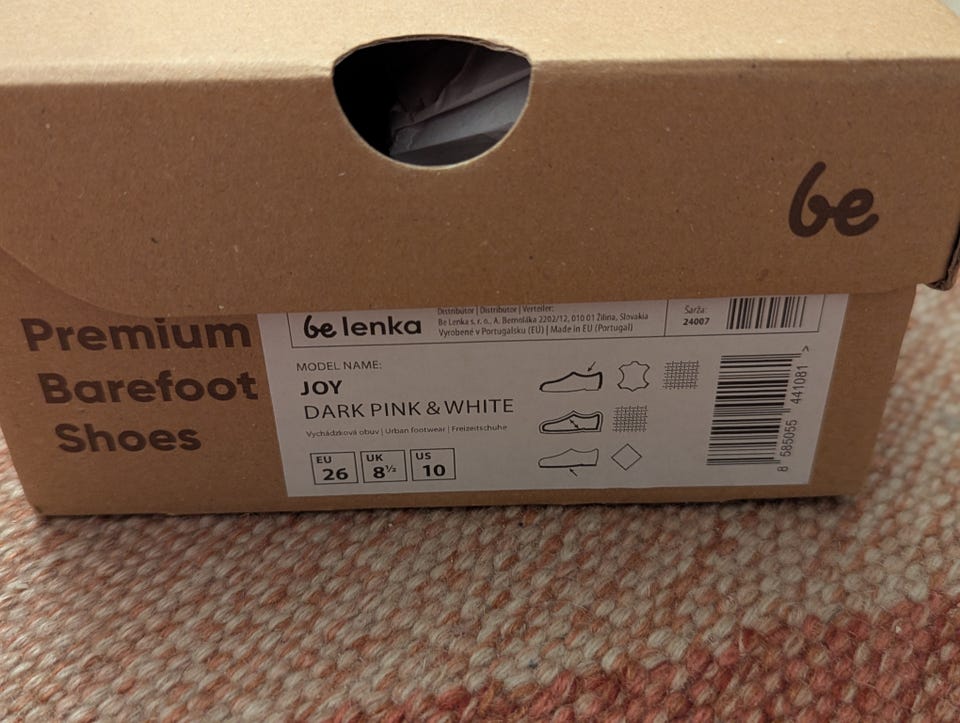 be
Premium
Barefoot
Shoes
be lenka
Distributor | Distributor | Verteiler:
Be Lenka s. r. o., A. Bernoláka 2202/12, 010 01 Žilina, Slovakia
Vyrobené v Portugalsku (EÚ) | Made in EU (Portugal)
Šarža:
24007
MODEL NAME:
JOY
DARK PINK & WHITE
Vychádzková obuv | Urban footwear | Freizeitschuhe
EU
26
UK
8½
US
10
8 585055 441081 >